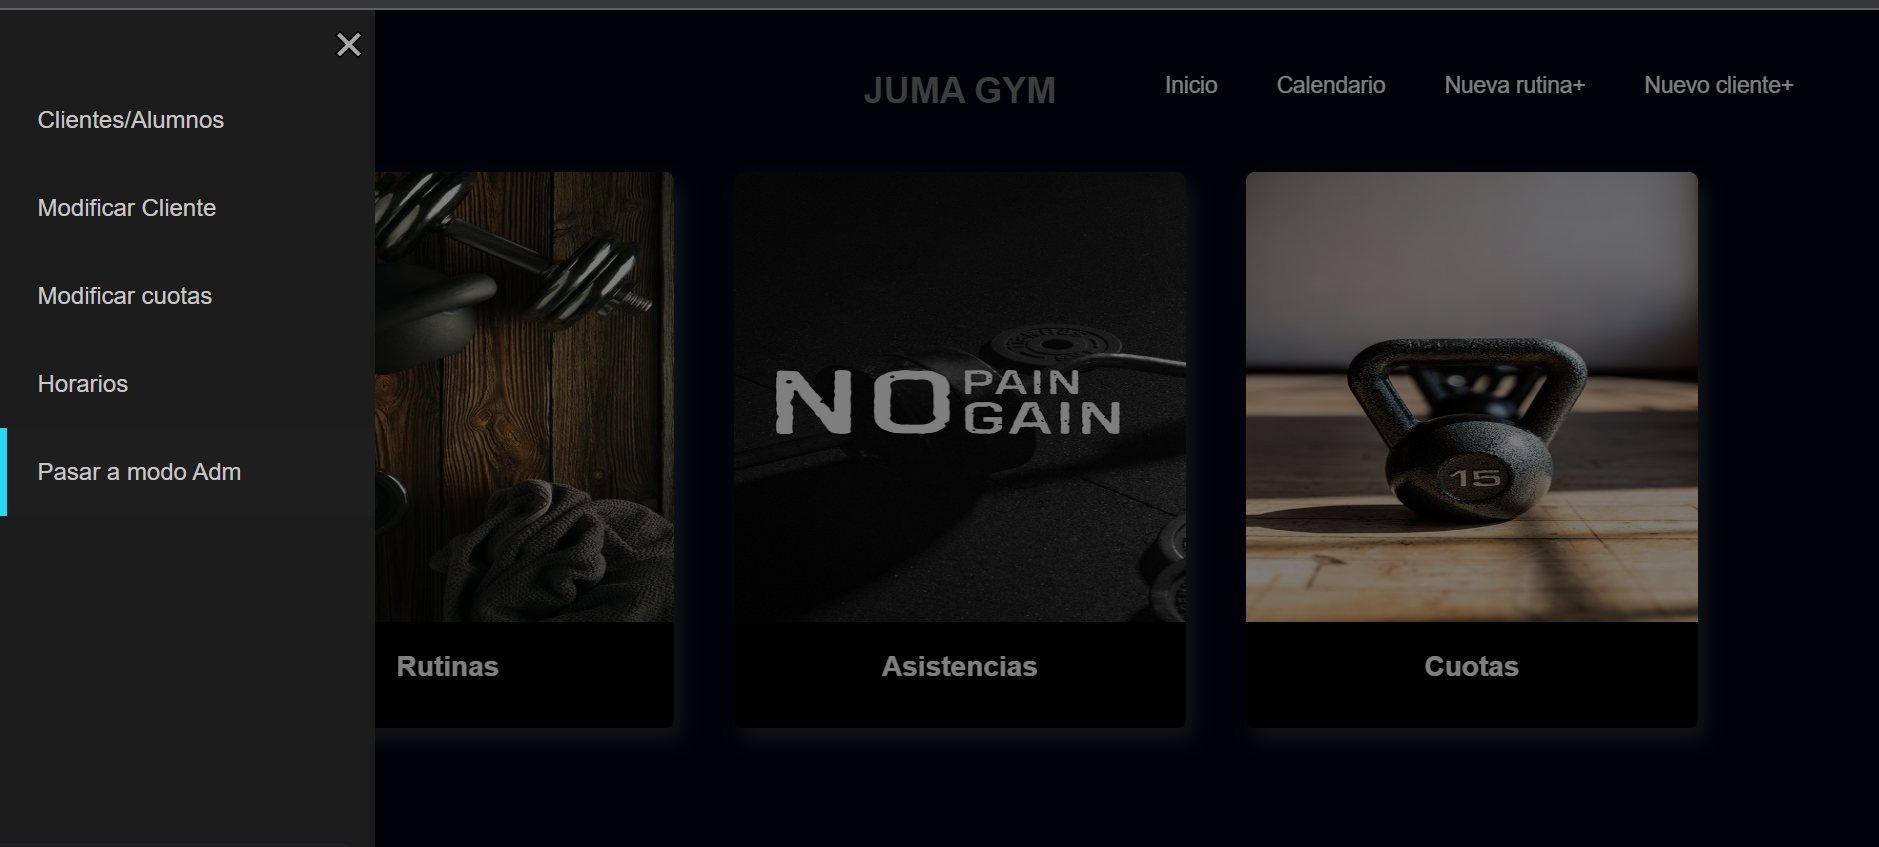 Clientes/Alumnos
Modificar Cliente
Modificar cuotas
Horarios
Pasar a modo Adm
JUMA GYM
Inicio
Calendario
Nueva rutina+
Nuevo cliente+
NO PAIN
GAIN
15
Rutinas
Asistencias
Cuotas